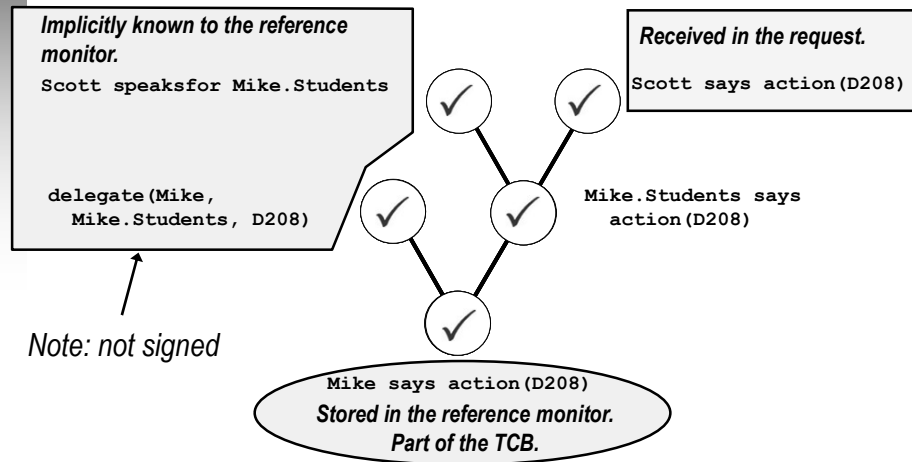 Implicitly known to the reference
monitor.
Scott speaksfor Mike.Students
delegate(Mike,
Mike.Students, D208)
Note: not signed
Received in the request.
Scott says action(D208)
Mike.Students says
action(D208)
Mike says action(D208)
Stored in the reference monitor.
Part of the TCB.